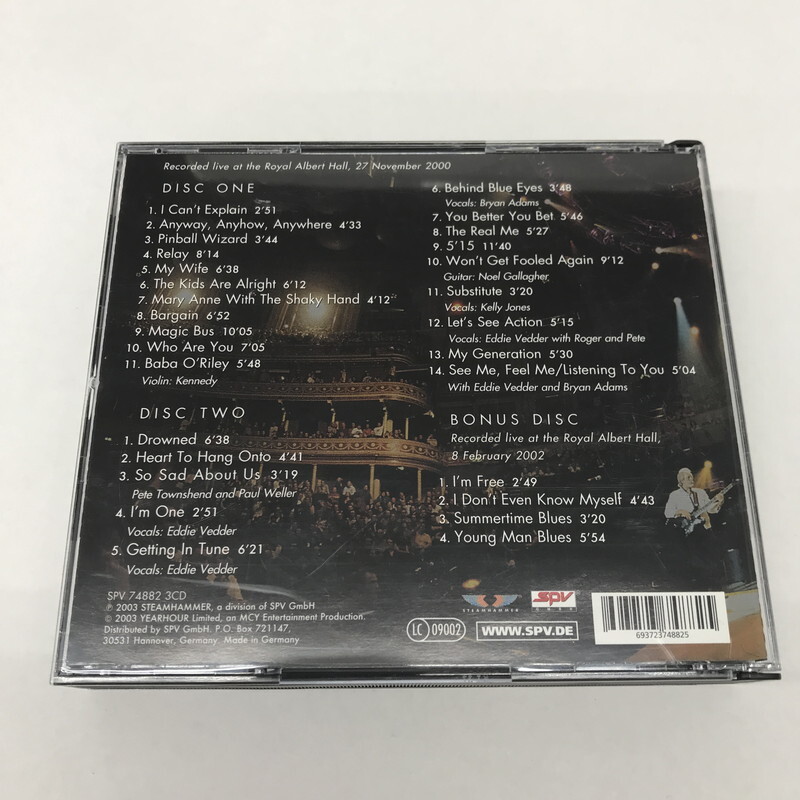 Recorded live at the Royal Albert Hall, 27 November 2000
DISC ONE
1. I Can't Explain 2'51
2. Anyway, Anyhow, Anywhere 4'33
3. Pinball Wizard 3'44
4. Relay 8'14
5. My Wife 6'38
6. The Kids Are Alright 6'12
7. Mary Anne With The Shaky Hand 4'12
8. Bargain 6'52
9. Magic Bus 10'05
10. Who Are You 7'05
11. Baba O'Riley 5'48
Violin: Kennedy
DISC TWO
1. Drowned 6'38
2. Heart To Hang Onto 4'41
3. So Sad About Us 3'19
Pete Townshend and Paul Weller
4. I'm One 2'51
Vocals: Eddie Vedder
5. Getting In Tune 6'21
Vocals: Eddie Vedder
6. Behind Blue Eyes 3'48
Vocals: Bryan Adams
7. You Better You Bet 5'46
8. The Real Me 5'27
9. 5'15 11'40
10. Won't Get Fooled Again 9'12
Guitar: Noel Gallagher
11. Substitute 3'20
Vocals: Kelly Jones
12. Let's See Action 5'15
Vocals: Eddie Vedder with Roger and Pete
13. My Generation 5'30
14. See Me, Feel Me/Listening To You 5'04
With Eddie Vedder and Bryan Adams
BONUS DISC
Recorded live at the Royal Albert Hall,
8 February 2002
1. I'm Free 2'49
2. I Don't Even Know Myself 4'43
3. Summertime Blues 3'20
4. Young Man Blues 5'54
SPV 74882 3CD
℗ 2003 STEAMHAMMER, a division of SPV GmbH
© 2003 YEARHOUR Limited, an MCY Entertainment Production.
Distributed by SPV GmbH. P.O. Box 721147,
30531 Hannover, Germany. Made in Germany
STEAMHAMMER
SPV
LC 09002
WWW.SPV.DE
693723748825